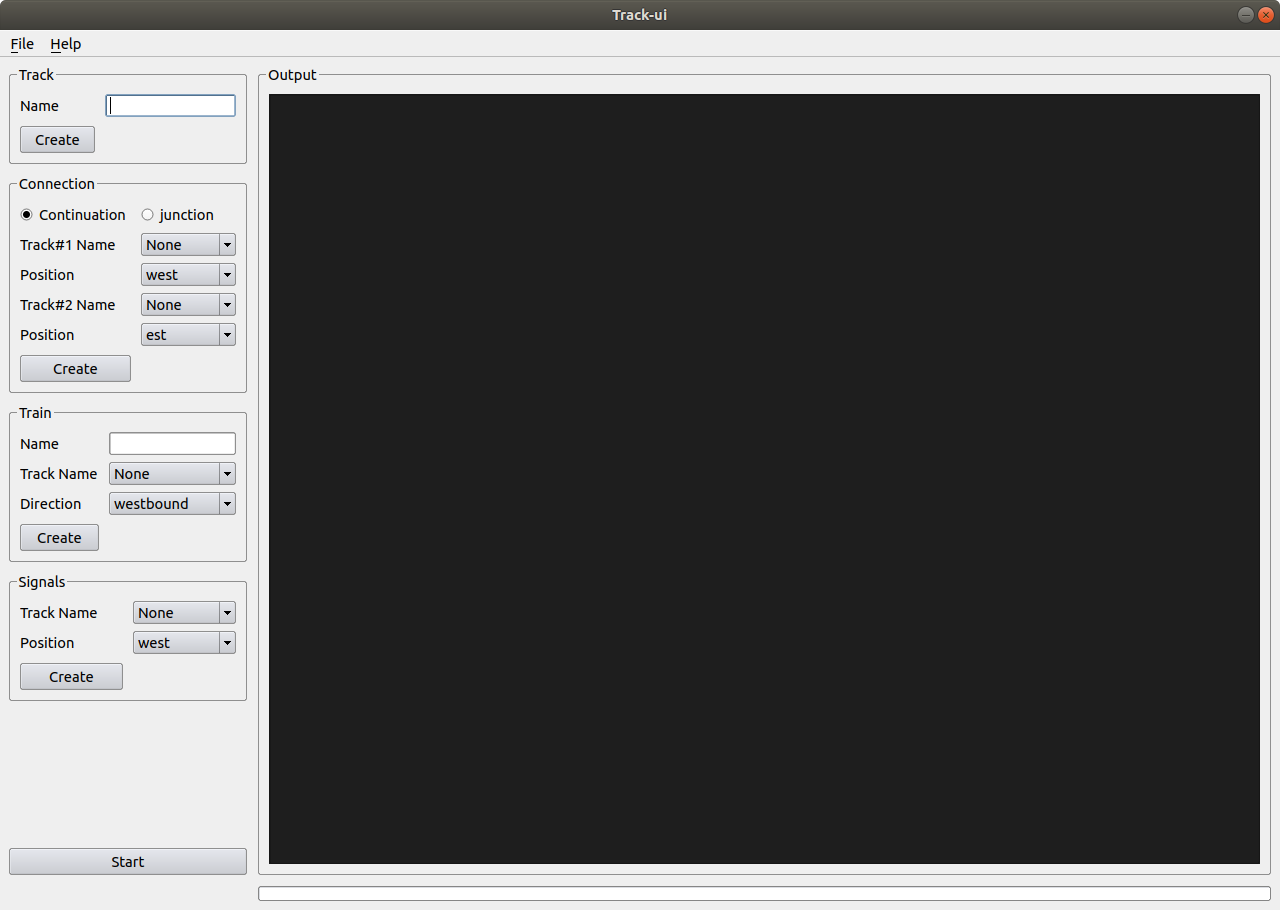 Track-ui
File Help
Track
Name
Create
Connection
Continuation junction
Track#1 Name None
Position west
Track#2 Name None
Position est
Create
Train
Name
Track Name None
Direction westbound
Create
Signals
Track Name None
Position west
Create
Start
Output